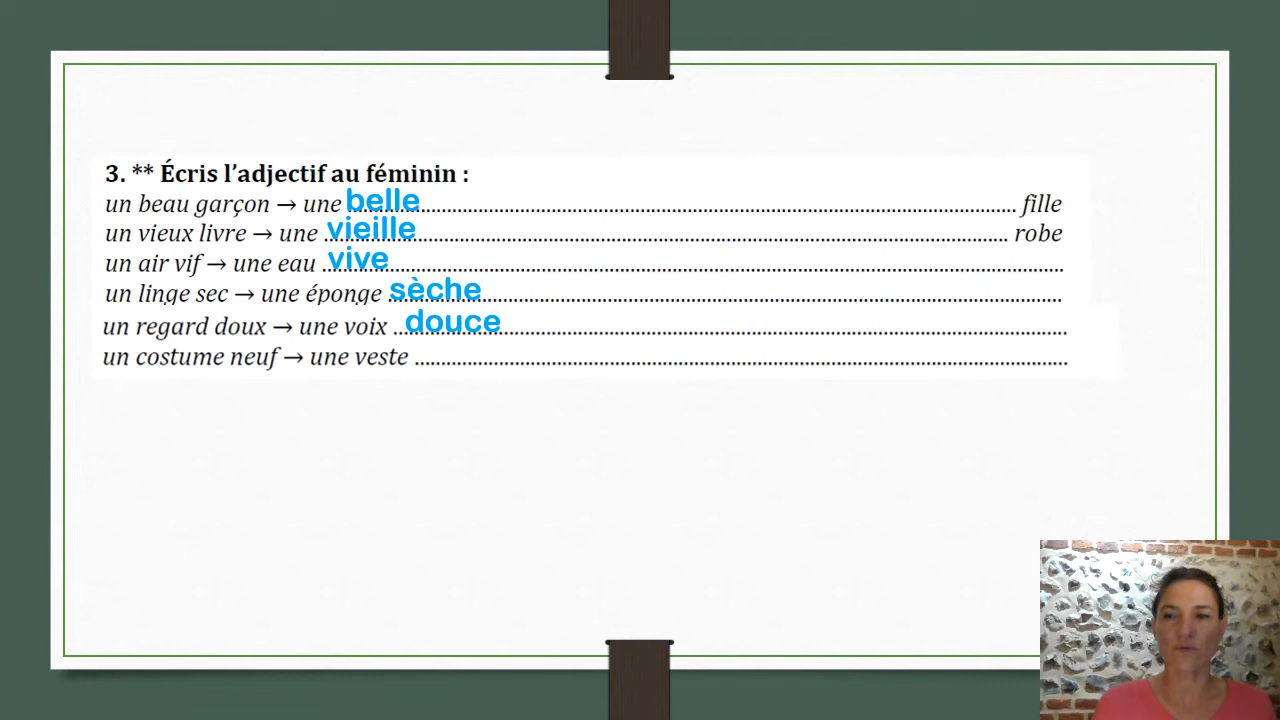 3. ** Écris l’adjectif au féminin :
un beau garçon → une belle fille
un vieux livre → une vieille robe
un air vif → une eau vive
un linge sec → une éponge sèche
un regard doux → une voix douce
un costume neuf → une veste